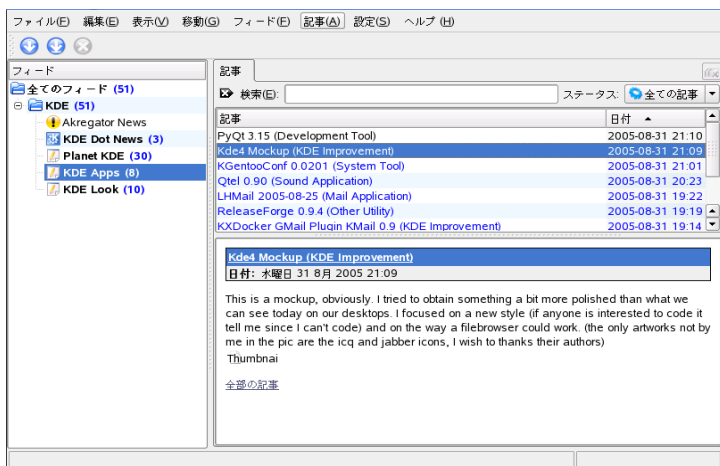 ファイル(F) 編集(E) 表示(V) 移動(G) フィード(F) 記事(A) 設定(S) ヘルプ (H)
フィード
全てのフィード (51)
KDE (51)
Akregator News
KDE Dot News (3)
Planet KDE (30)
KDE Apps (8)
KDE Look (10)
記事
検索(E): ステータス: 全ての記事
記事 日付
PyQt 3.15 (Development Tool) 2005-08-31 21:10
Kde4 Mockup (KDE Improvement) 2005-08-31 21:09
KGentooConf 0.0201 (System Tool) 2005-08-31 21:01
Qtel 0.90 (Sound Application) 2005-08-31 20:23
LHMail 2005-08-25 (Mail Application) 2005-08-31 19:22
ReleaseForge 0.9.4 (Other Utility) 2005-08-31 19:19
KXDocker GMail Plugin KMail 0.9 (KDE Improvement) 2005-08-31 19:14
Kde4 Mockup (KDE Improvement)
日付: 水曜日 31 8月 2005 21:09
This is a mockup, obviously. I tried to obtain something a bit more polished than what we
can see today on our desktops. I focused on a new style (if anyone is interested to code it
tell me since I can't code) and on the way a filebrowser could work. (the only artworks not by
me in the pic are the icq and jabber icons, I wish to thanks their authors)
Thumbnai
全部の記事